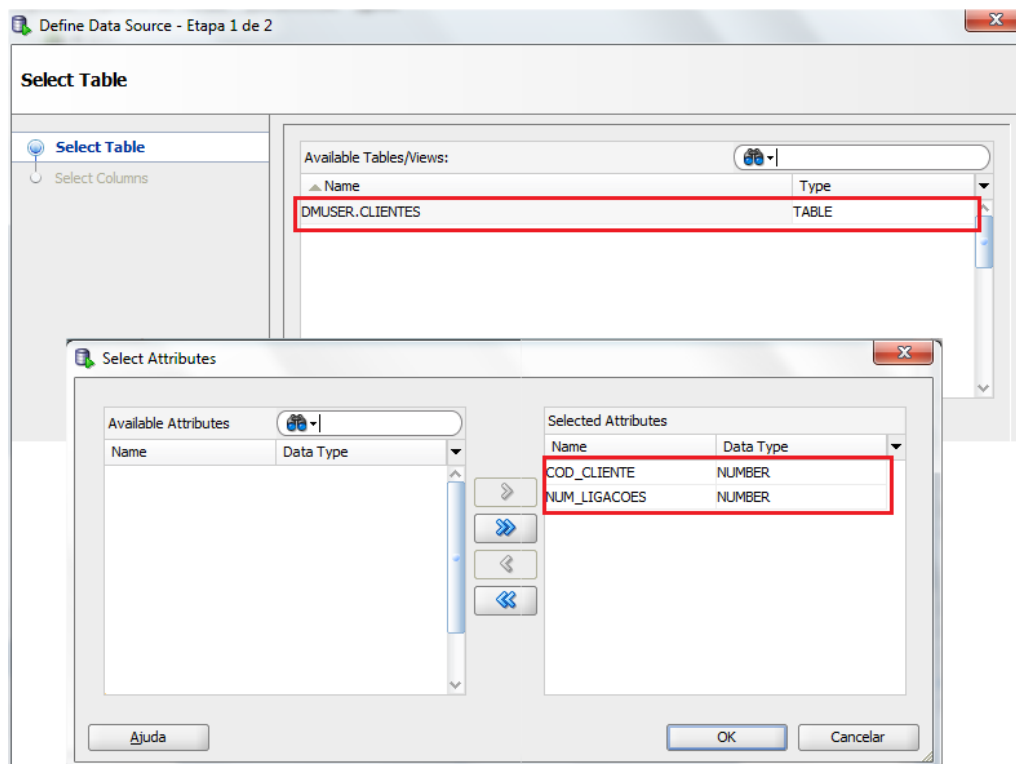 Define Data Source - Etapa 1 de 2
Select Table
Select Table
Select Columns
Available Tables/Views:
Name Type
DMUSER.CLIENTES TABLE
Select Attributes
Available Attributes
Name Data Type
Selected Attributes
Name Data Type
COD_CLIENTE NUMBER
NUM_LIGACOES NUMBER
Ajuda OK Cancelar